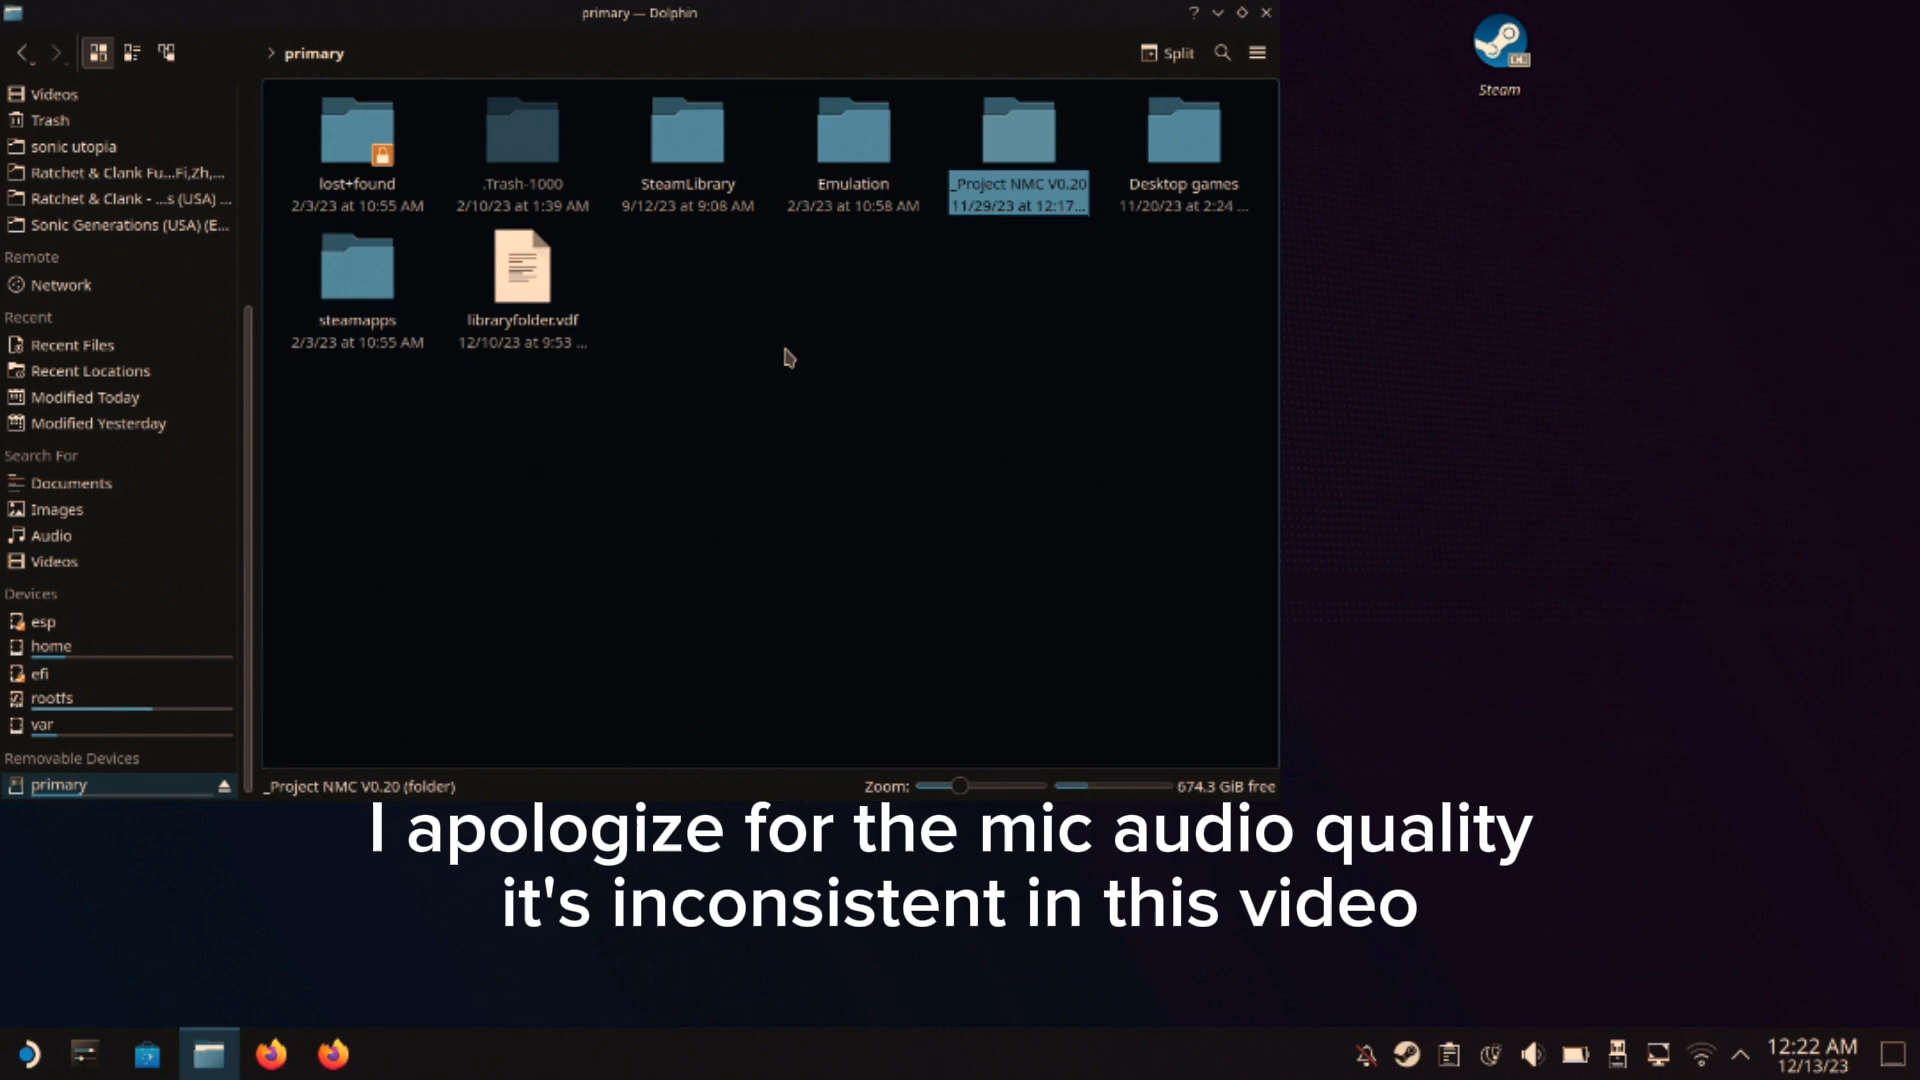 primary — Dolphin
primary
Split
Steam
Videos
Trash
sonic utopia
Ratchet & Clank Fu...Fi,Zh,...
Ratchet & Clank - ...s (USA) ...
Sonic Generations (USA) (E...
Remote
Network
Recent
Recent Files
Recent Locations
Modified Today
Modified Yesterday
Search For
Documents
Images
Audio
Videos
Devices
esp
home
efi
rootfs
var
Removable Devices
primary
lost+found
2/3/23 at 10:55 AM
.Trash-1000
2/10/23 at 1:39 AM
SteamLibrary
9/12/23 at 9:08 AM
Emulation
2/3/23 at 10:58 AM
_Project NMC V0.20
11/29/23 at 12:17...
Desktop games
11/20/23 at 2:24 ...
steamapps
2/3/23 at 10:55 AM
libraryfolder.vdf
12/10/23 at 9:53 ...
_Project NMC V0.20 (folder)
Zoom:
674.3 GiB free
I apologize for the mic audio quality
it's inconsistent in this video
12:22 AM
12/13/23